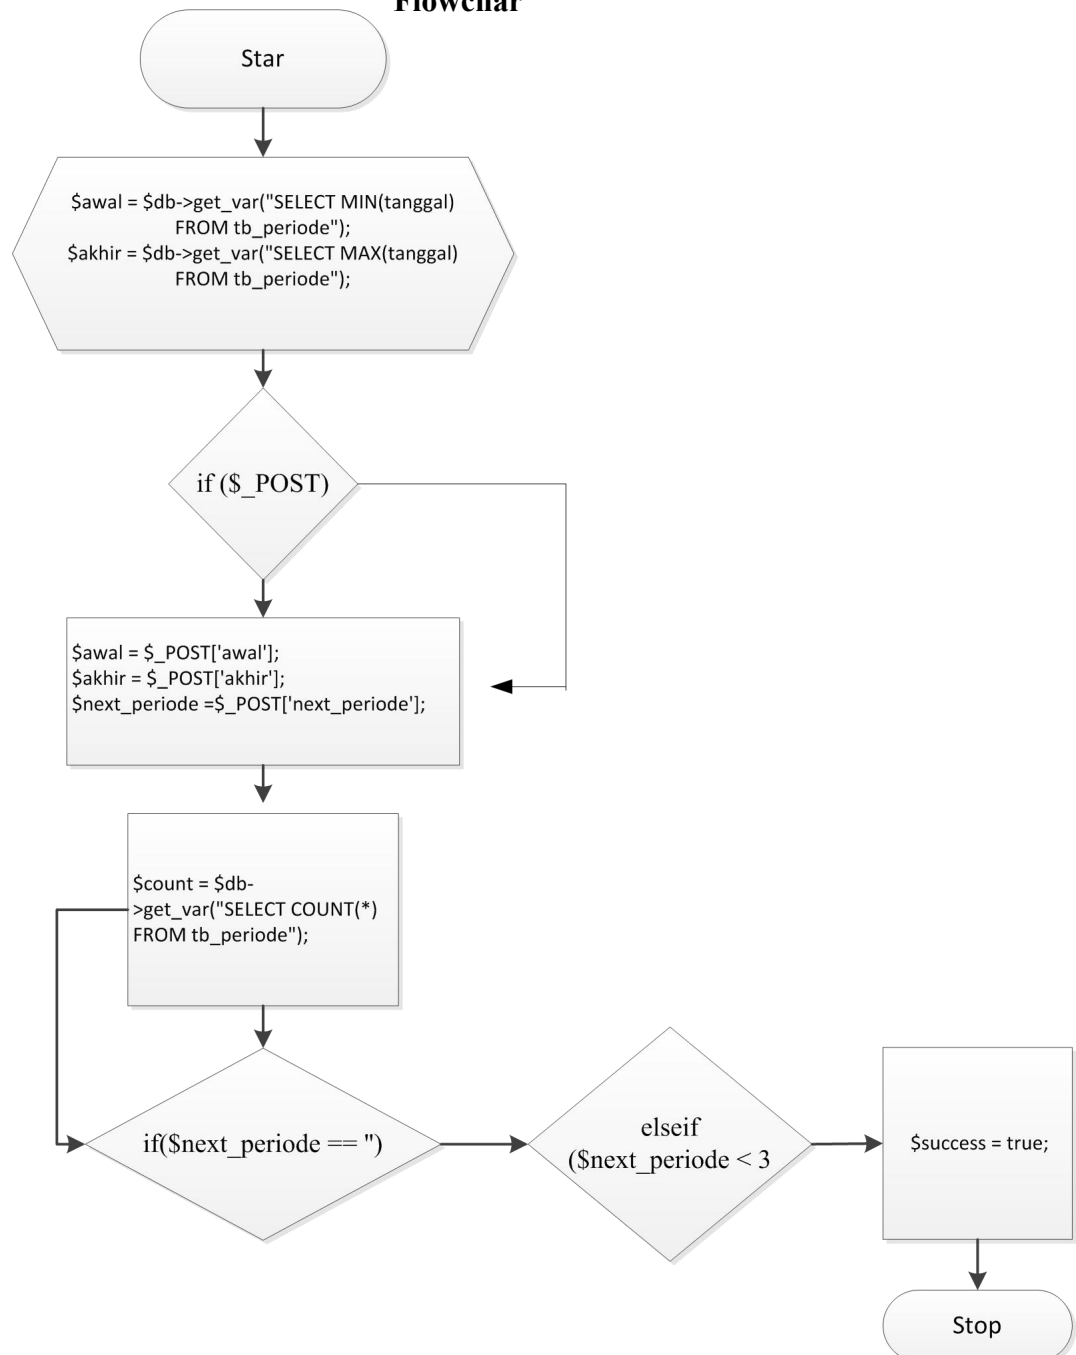 Flowchar
Star
$awal = $db->get_var("SELECT MIN(tanggal)
FROM tb_periode");
$akhir = $db->get_var("SELECT MAX(tanggal)
FROM tb_periode");
if ($_POST)
$awal = $_POST['awal'];
$akhir = $_POST['akhir'];
$next_periode =$_POST['next_periode'];
$count = $db-
>get_var("SELECT COUNT(*)
FROM tb_periode");
if($next_periode == '')
elseif
($next_periode < 3
$success = true;
Stop